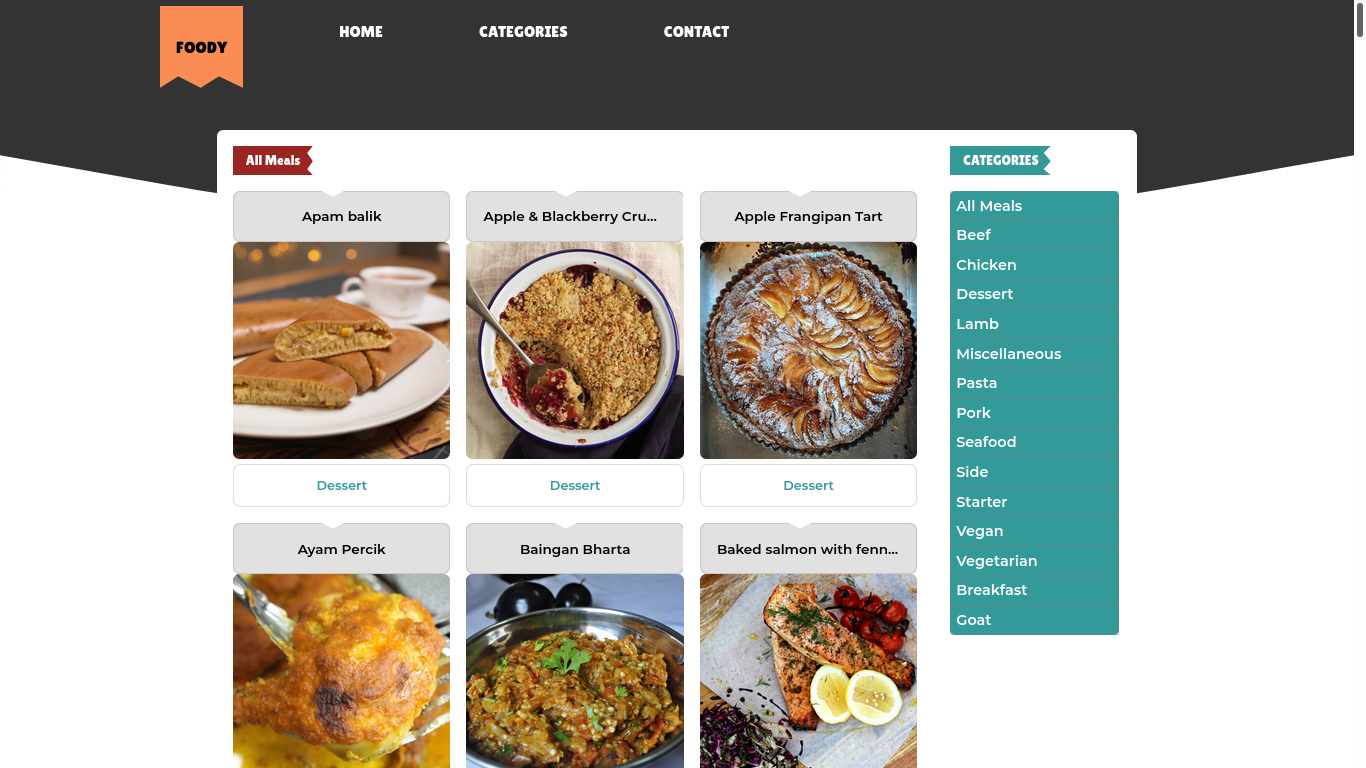 FOODY
HOME
CATEGORIES
CONTACT
All Meals
Apam balik
Apple & Blackberry Cru...
Apple Frangipan Tart
Dessert
Dessert
Dessert
Ayam Percik
Baingan Bharta
Baked salmon with fenn...
CATEGORIES
All Meals
Beef
Chicken
Dessert
Lamb
Miscellaneous
Pasta
Pork
Seafood
Side
Starter
Vegan
Vegetarian
Breakfast
Goat